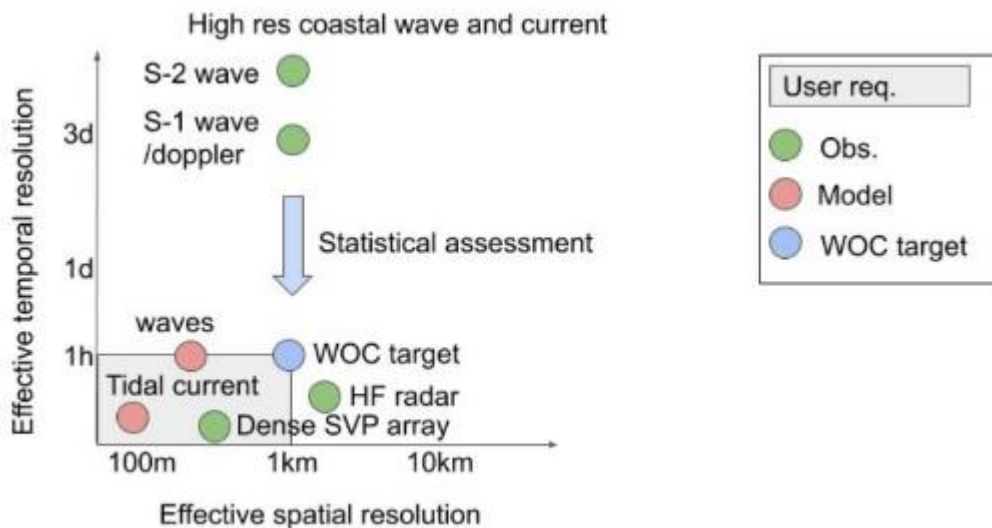 High res coastal wave and current
S-2 wave
S-1 wave
/doppler
3d
Statistical assessment
1d
waves
1h
WOC target
Tidal current
HF radar
Dense SVP array
100m
1km
10km
Effective spatial resolution
Effective temporal resolution
User req.
Obs.
Model
WOC target